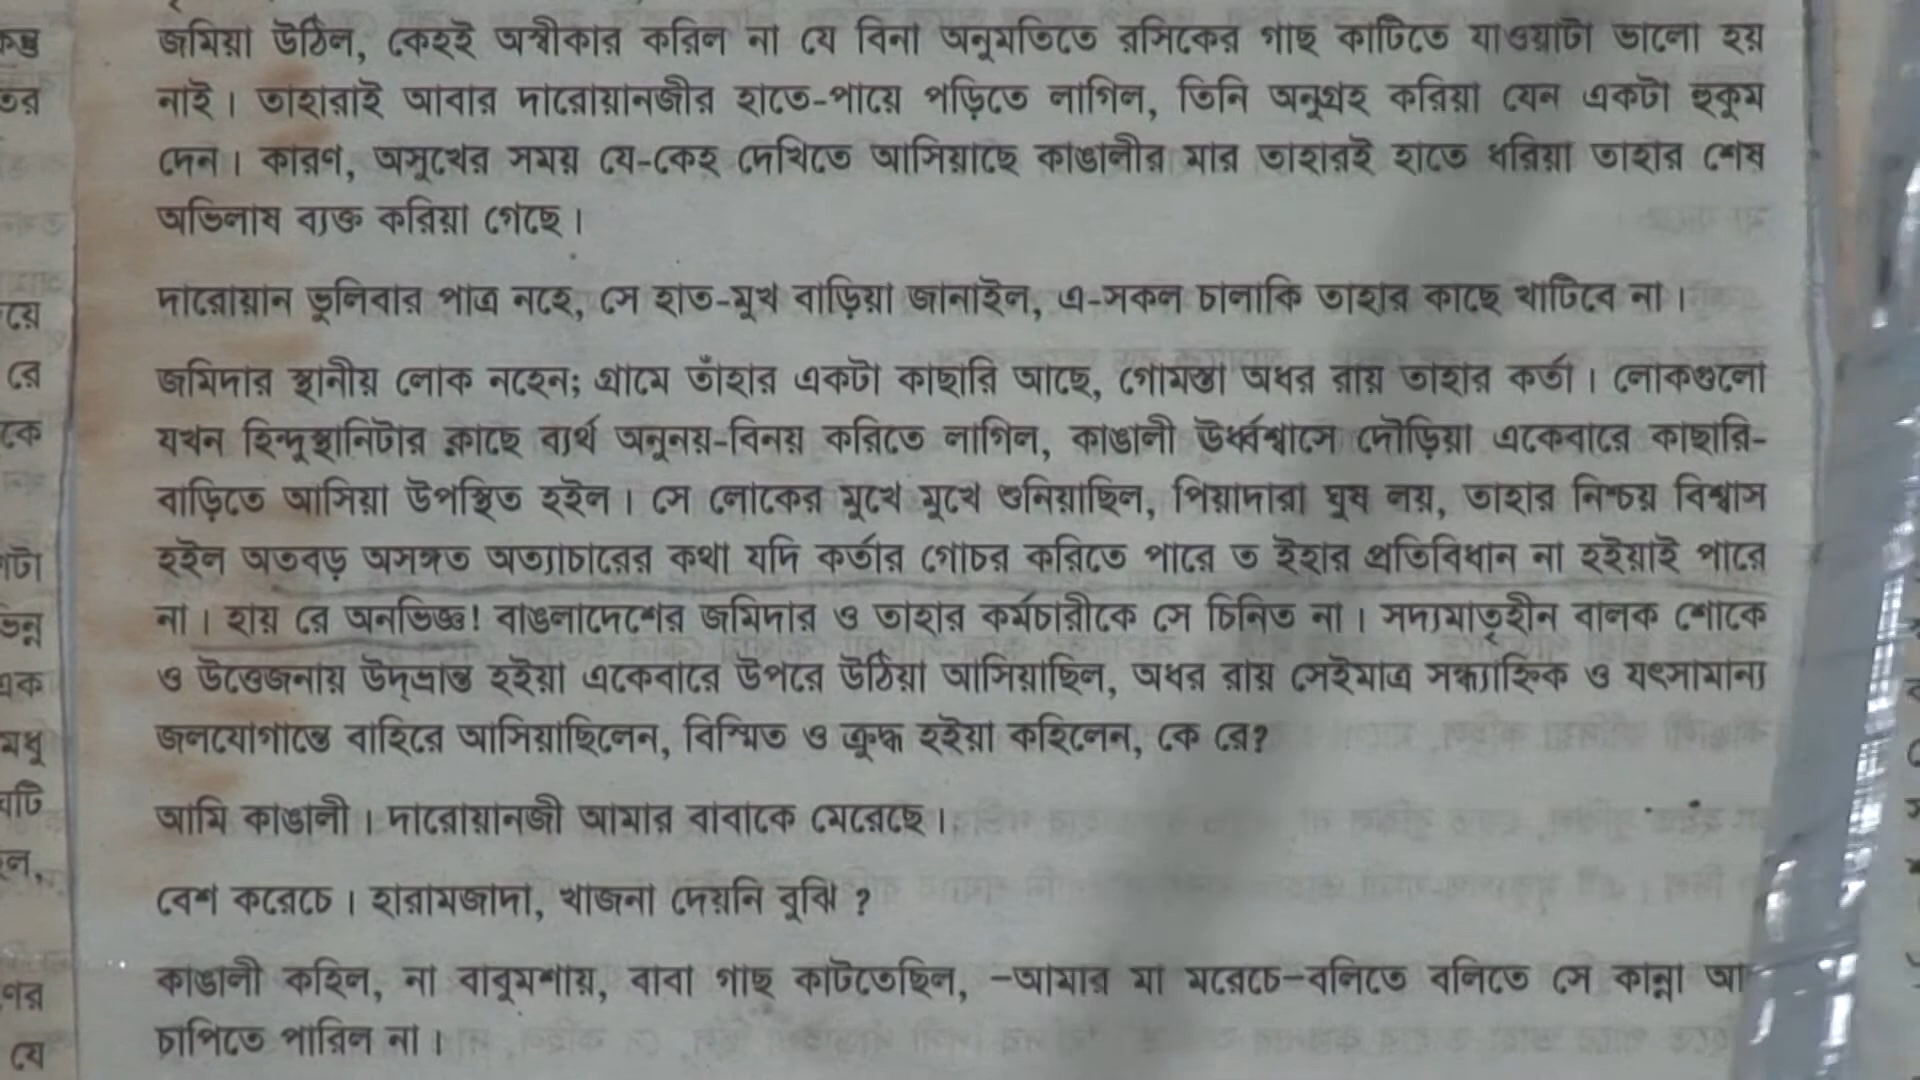 জমিয়া উঠিল, কেহই অস্বীকার করিল না যে বিনা অনুমতিতে রসিকের গাছ কাটিতে যাওয়াটা ভালো হয়
নাই। তাহারাই আবার দারোয়ানজীর হাতে-পায়ে পড়িতে লাগিল, তিনি অনুগ্রহ করিয়া যেন একটা হুকুম
দেন। কারণ, অসুখের সময় যে-কেহ দেখিতে আসিয়াছে কাঙালীর মার তাহারই হাতে ধরিয়া তাহার শেষ
অভিলাষ ব্যক্ত করিয়া গেছে।
দারোয়ান ভুলিবার পাত্র নহে, সে হাত-মুখ বাড়িয়া জানাইল, এ-সকল চালাকি তাহার কাছে খাটিবে না।
জমিদার স্থানীয় লোক নহেন; গ্রামে তাঁহার একটা কাছারি আছে, গোমস্তা অধর রায় তাহার কর্তা। লোকগুলো
যখন হিন্দুস্থানিটার কাছে ব্যর্থ অনুনয়-বিনয় করিতে লাগিল, কাঙালী ঊর্ধ্বশ্বাসে দৌড়িয়া একেবারে কাছারি-
বাড়িতে আসিয়া উপস্থিত হইল। সে লোকের মুখে মুখে শুনিয়াছিল, পিয়াদারা ঘুষ লয়, তাহার নিশ্চয় বিশ্বাস
হইল অতবড় অসঙ্গত অত্যাচারের কথা যদি কর্তার গোচর করিতে পারে ত ইহার প্রতিবিধান না হইয়াই পারে
না। হায় রে অনভিজ্ঞ! বাঙলাদেশের জমিদার ও তাহার কর্মচারীকে সে চিনিত না। সদ্যমাতৃহীন বালক শোকে
ও উত্তেজনায় উদ্‌ভ্রান্ত হইয়া একেবারে উপরে উঠিয়া আসিয়াছিল, অধর রায় সেইমাত্র সন্ধ্যাহ্নিক ও যৎসামান্য
জলযোগান্তে বাহিরে আসিয়াছিলেন, বিস্মিত ও ক্রুদ্ধ হইয়া কহিলেন, কে রে?
আমি কাঙালী। দারোয়ানজী আমার বাবাকে মেরেছে।
বেশ করেচে। হারামজাদা, খাজনা দেয়নি বুঝি ?
কাঙালী কহিল, না বাবুমশায়, বাবা গাছ কাটতেছিল, –আমার মা মরেচে–বলিতে বলিতে সে কান্না আ
চাপিতে পারিল না।